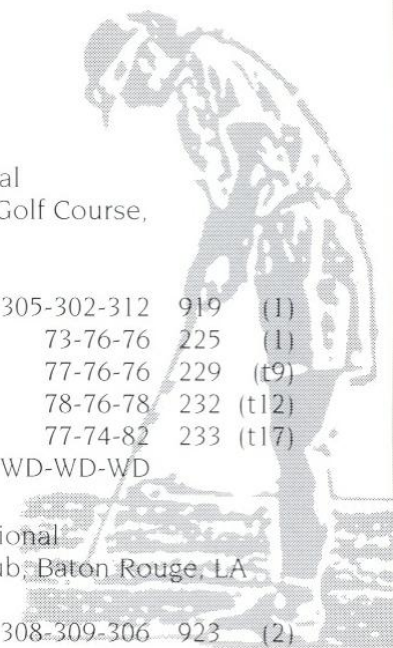 al
Golf Course,
305-302-312 919 (1)
73-76-76 225 (1)
77-76-76 229 (t9)
78-76-78 232 (t12)
77-74-82 233 (t17)
WD-WD-WD
ional
ub, Baton Rouge, LA
308-309-306 923 (2)